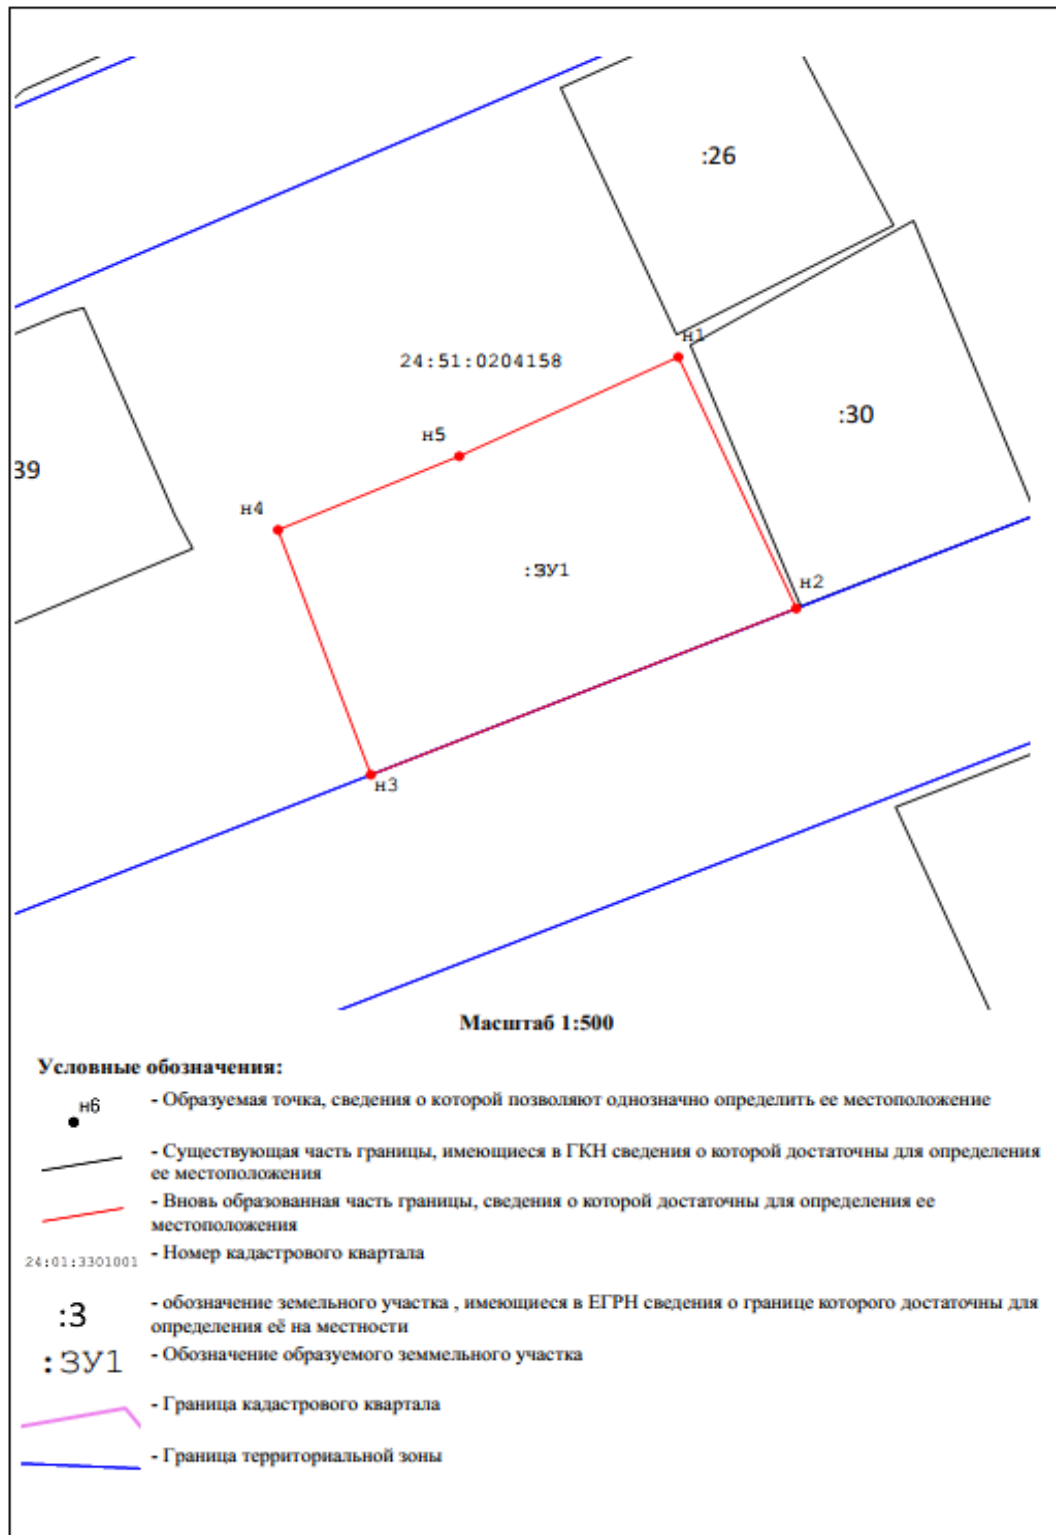 :26
н1
24:51:0204158
:30
н5
39
н4
:ЗУ1
н2
н3
Масштаб 1:500
Условные обозначения:
н6
- Образуемая точка, сведения о которой позволяют однозначно определить ее местоположение
- Существующая часть границы, имеющиеся в ГКН сведения о которой достаточны для определения
ее местоположения
- Вновь образованная часть границы, сведения о которой достаточны для определения ее
местоположения
24:01:3301001
- Номер кадастрового квартала
:3
- обозначение земельного участка , имеющиеся в ЕГРН сведения о границе которого достаточны для
определения её на местности
:ЗУ1
- Обозначение образуемогоземмельного участка
- Граница кадастрового квартала
- Граница территориальной зоны